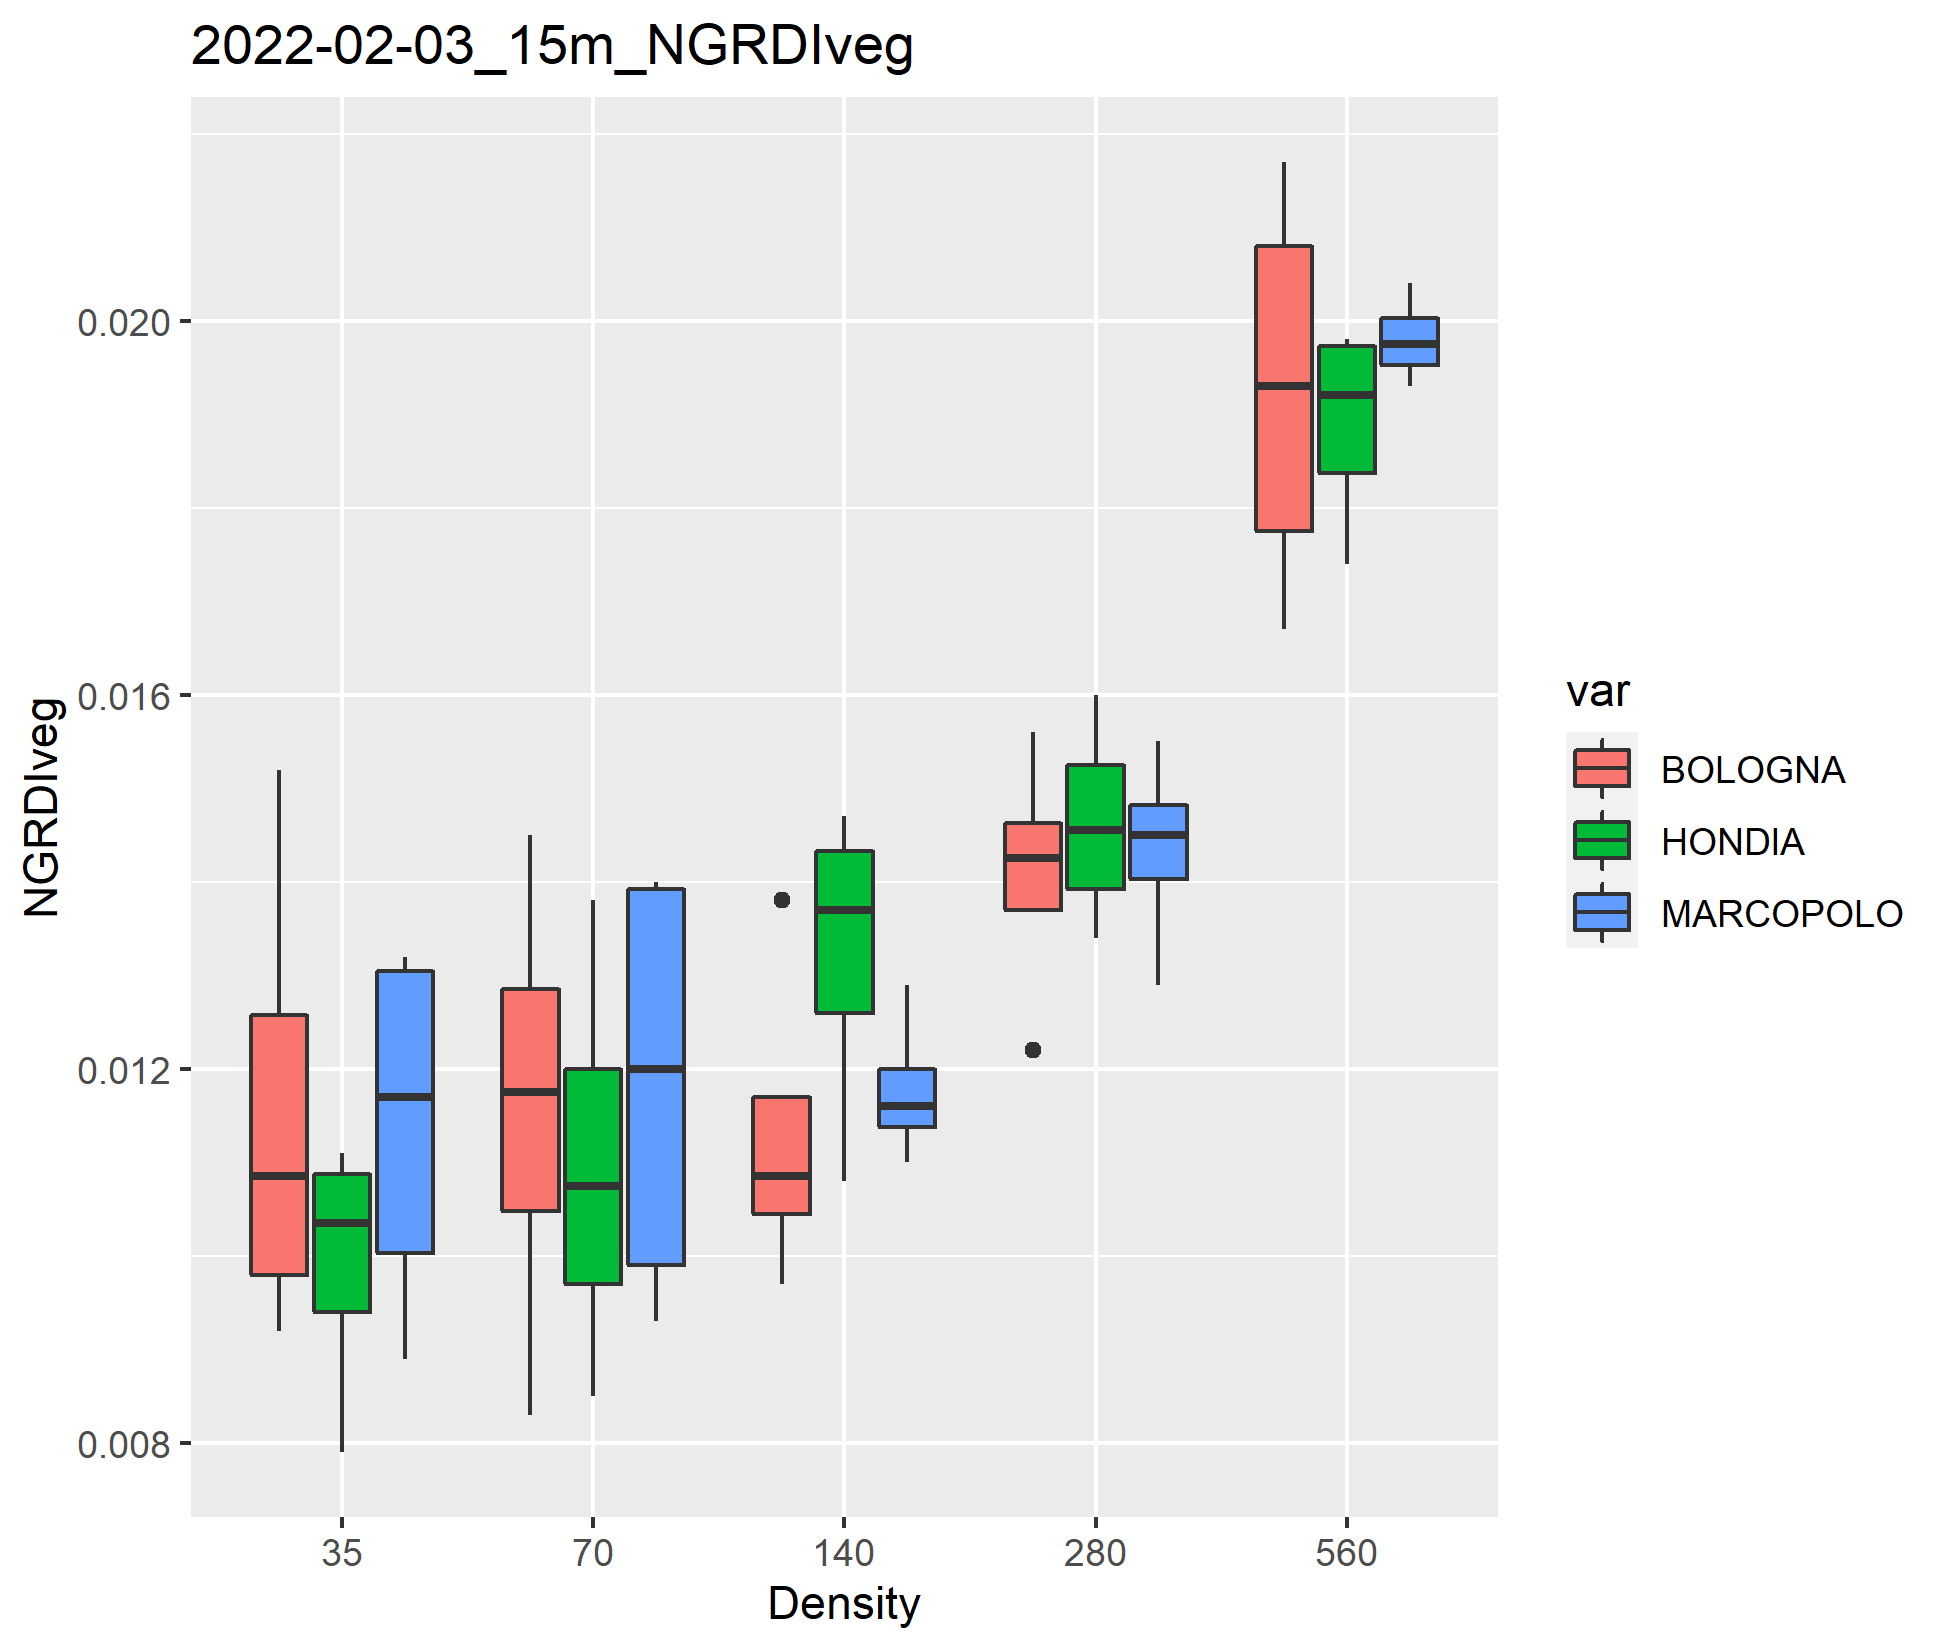 2022-02-03_15m_NGRDIveg
NGRDIveg
0.020
0.016
0.012
0.008
35 70 140 280 560
Density
var
BOLOGNA
HONDIA
MARCOPOLO